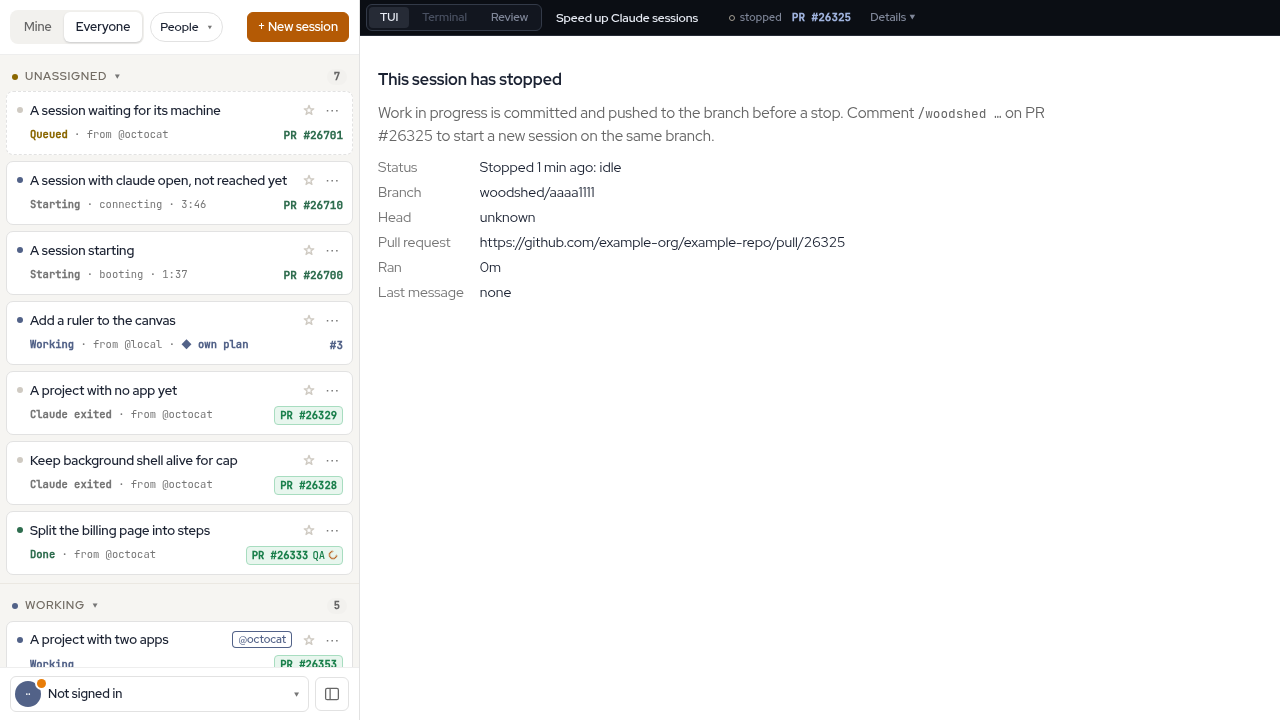 Mine Everyone People ▾ + New session
UNASSIGNED ▾ 7
A session waiting for its machine
Queued · from @octocat PR #26701
A session with claude open, not reached yet
Starting · connecting · 3:46 PR #26710
A session starting
Starting · booting · 1:37 PR #26700
Add a ruler to the canvas
Working · from @local · ◆ own plan #3
A project with no app yet
Claude exited · from @octocat PR #26329
Keep background shell alive for cap
Claude exited · from @octocat PR #26328
Split the billing page into steps
Done · from @octocat PR #26333 QA
WORKING ▾ 5
A project with two apps @octocat
Working PR #26353
Not signed in ▾
TUI Terminal Review Speed up Claude sessions stopped PR #26325 Details ▾
This session has stopped
Work in progress is committed and pushed to the branch before a stop. Comment /woodshed … on PR
#26325 to start a new session on the same branch.
Status Stopped 1 min ago: idle
Branch woodshed/aaaa1111
Head unknown
Pull request https://github.com/example-org/example-repo/pull/26325
Ran 0m
Last message none